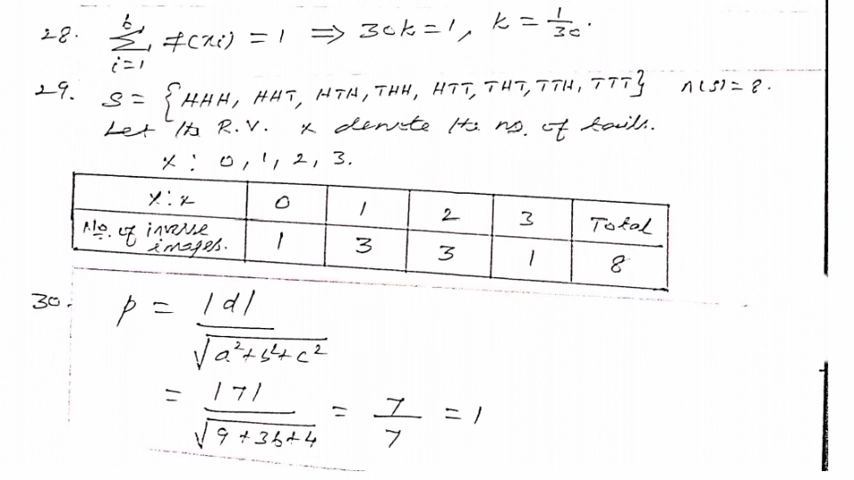 28. 6 Σ i=1 f(xi) = 1 ⇒ 30k = 1, k = 1/30.
29. S = {HHH, HHT, HTH, THH, HTT, THT, TTH, TTT} n(S) = 8.
Let the R.V. x denote the no. of tails.
x : 0, 1, 2, 3.
X : x 0 1 2 3 Total
No. of inverse images. 1 3 3 1 8
30. p = |d| / √(a²+b²+c²)
= |7| / √(9+36+4) = 7/7 = 1